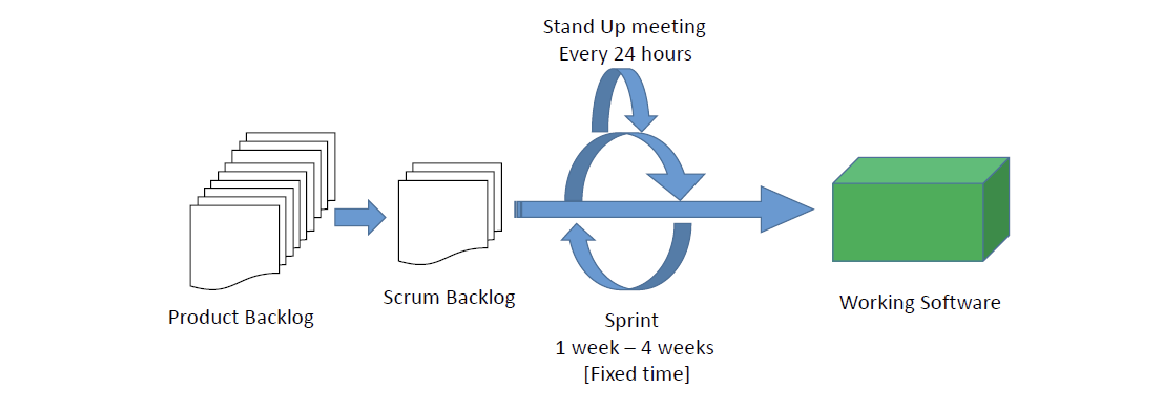 Stand Up meeting
Every 24 hours
Product Backlog
Scrum Backlog
Sprint
1 week – 4 weeks
[Fixed time]
Working Software